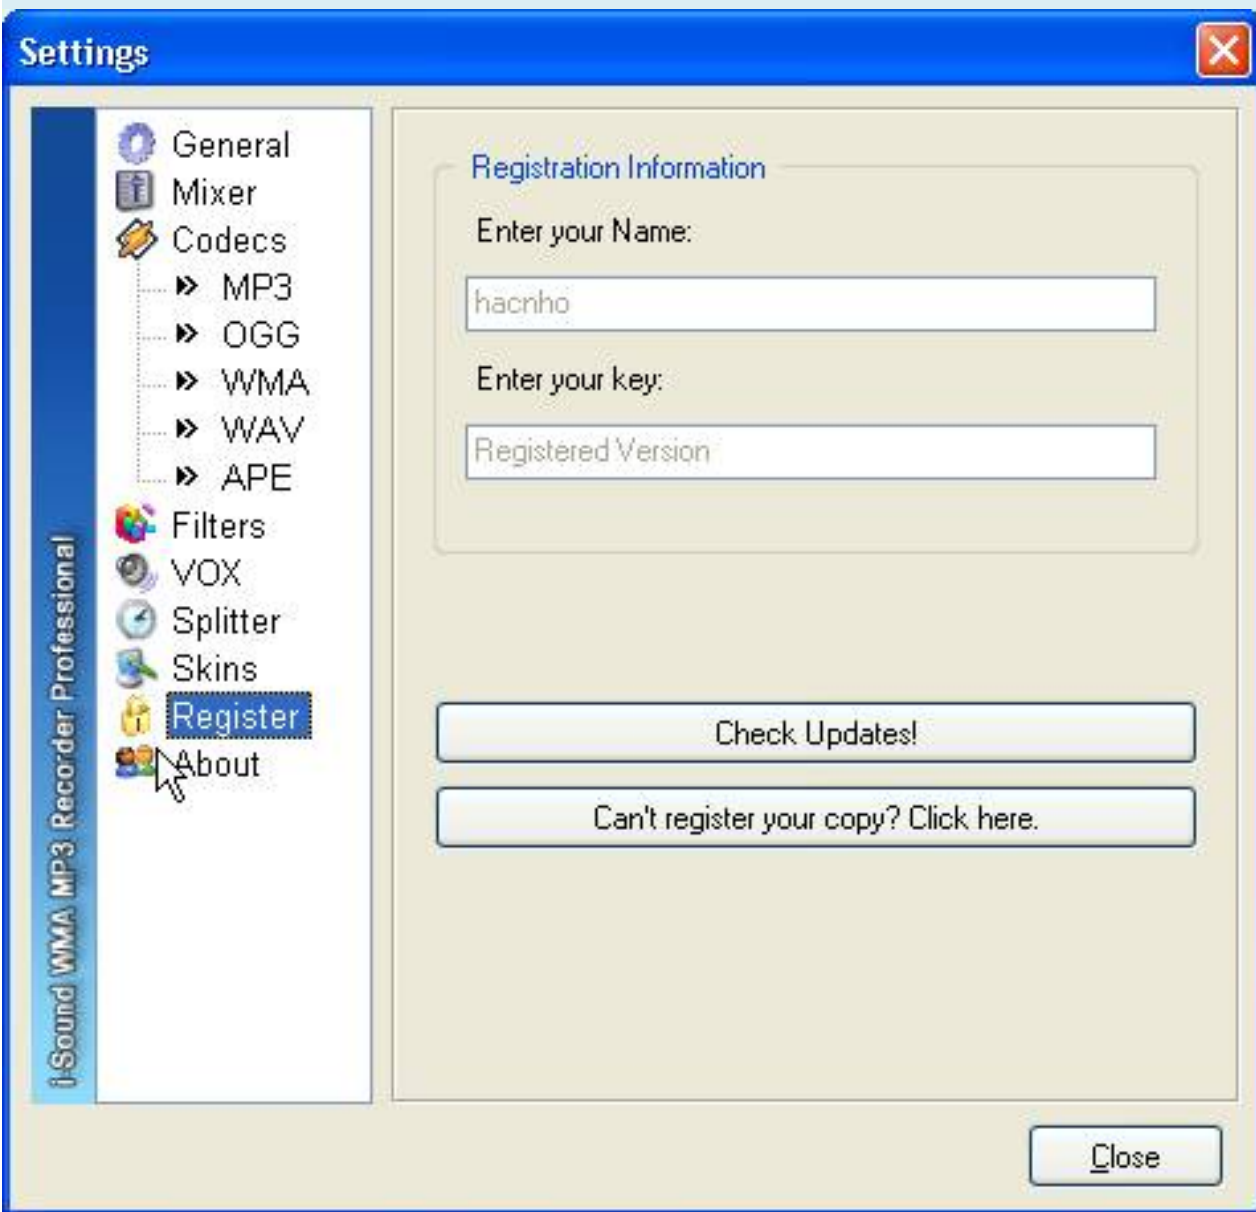 Settings
i-Sound WMA MP3 Recorder Professional
General
Mixer
Codecs
MP3
OGG
WMA
WAV
APE
Filters
VOX
Splitter
Skins
Register
About
Registration Information
Enter your Name:
hacnho
Enter your key:
Registered Version
Check Updates!
Can't register your copy? Click here.
Close